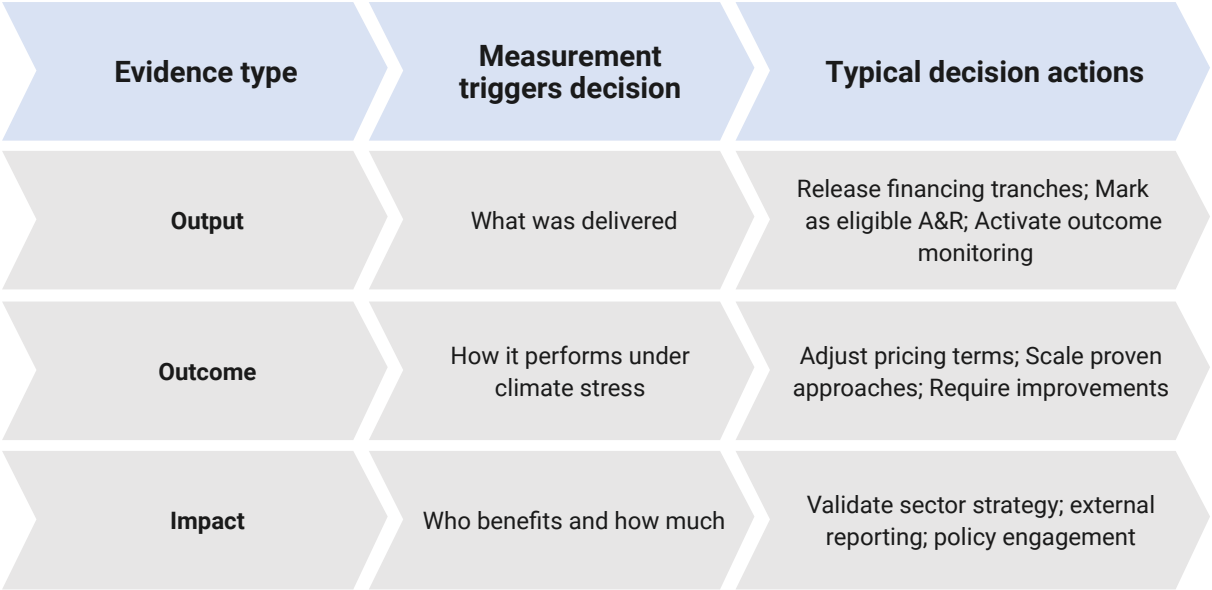 Evidence type
Measurement
triggers decision
Typical decision actions
Output
What was delivered
Release financing tranches; Mark
as eligible A&R; Activate outcome
monitoring
Outcome
How it performs under
climate stress
Adjust pricing terms; Scale proven
approaches; Require improvements
Impact
Who benefits and how much
Validate sector strategy; external
reporting; policy engagement